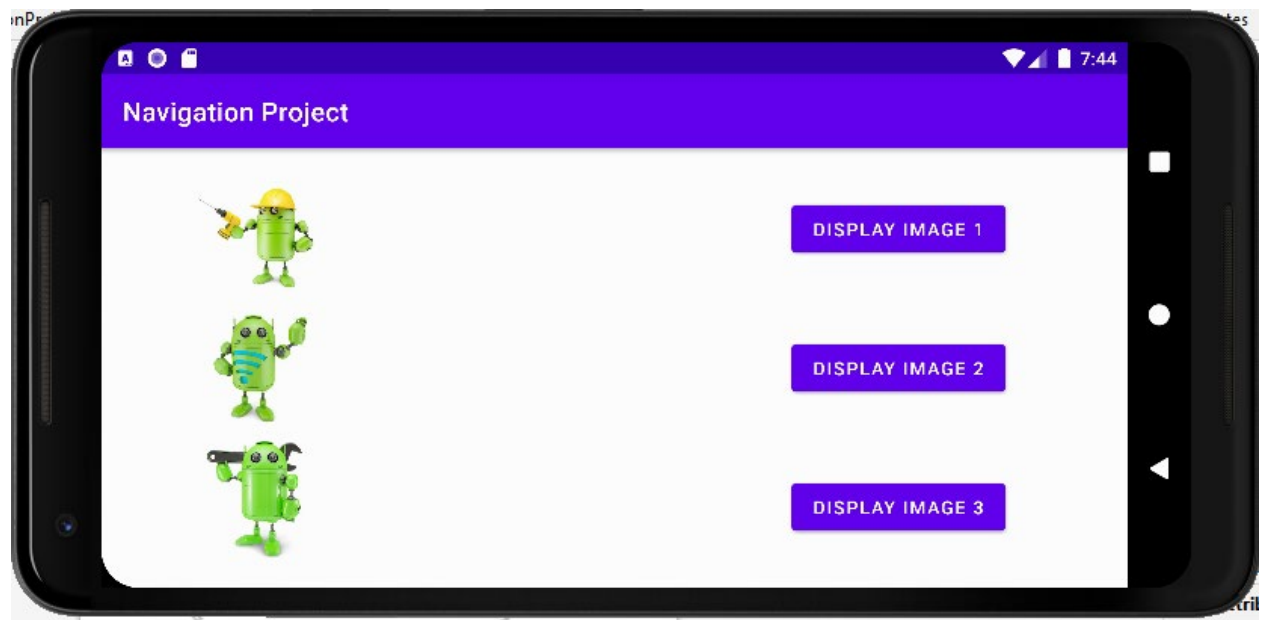 7:44
Navigation Project
DISPLAY IMAGE 1
DISPLAY IMAGE 2
DISPLAY IMAGE 3